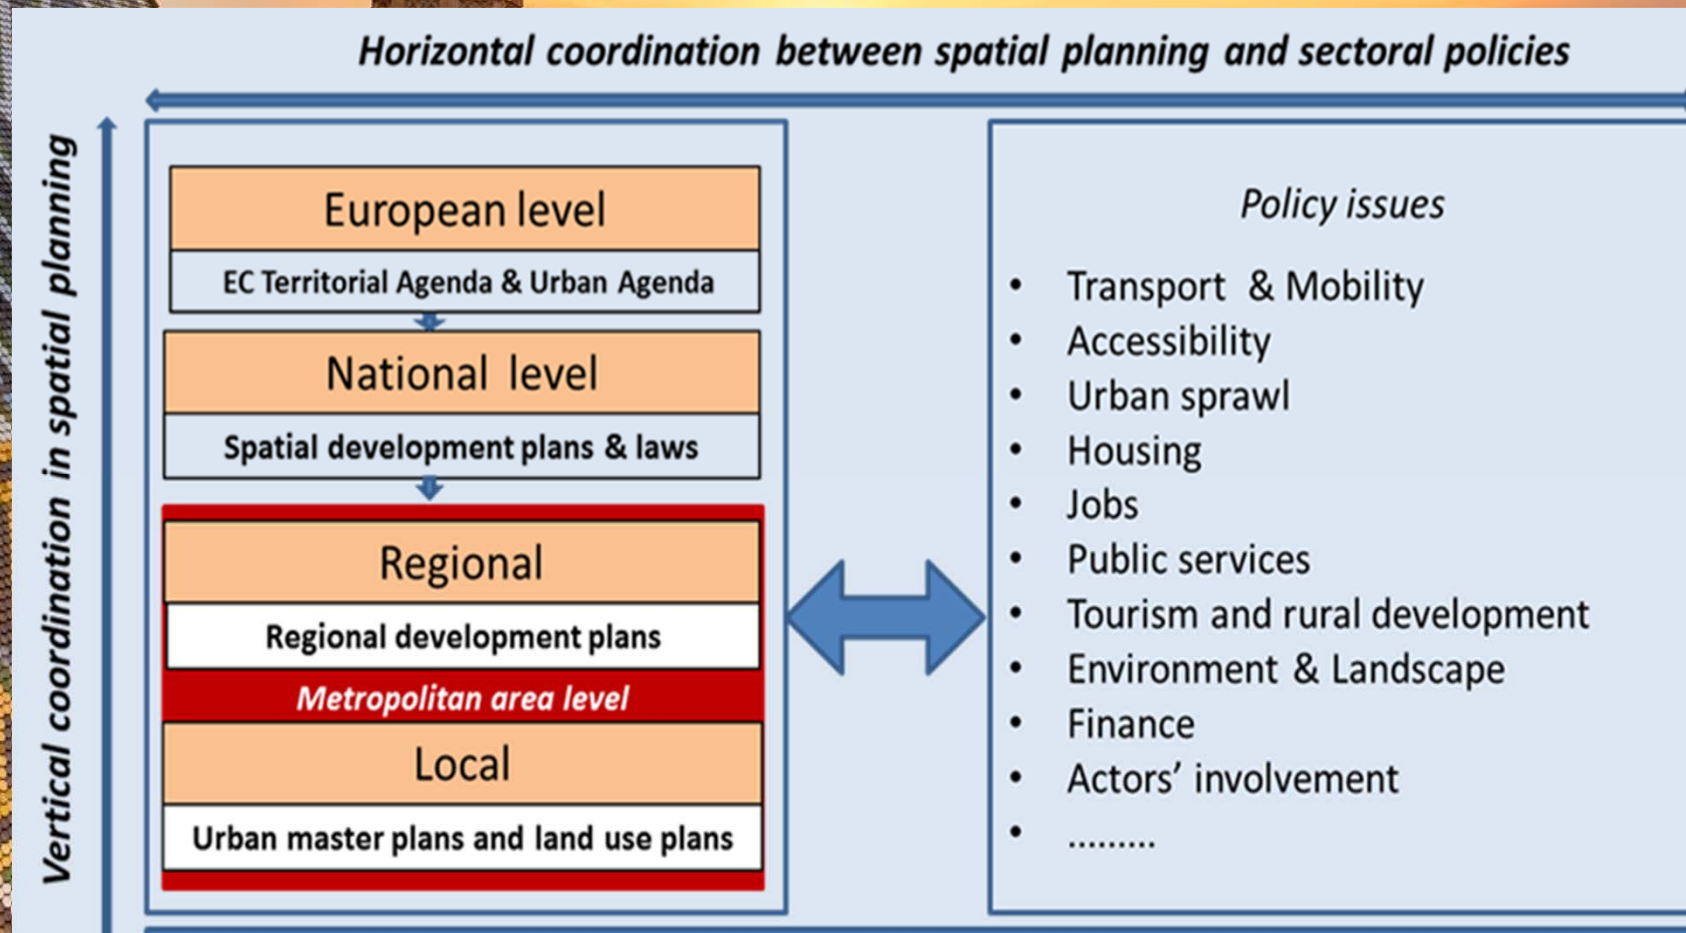 Horizontal coordination between spatial planning and sectoral policies
Vertical coordination in spatial planning
European level
EC Territorial Agenda & Urban Agenda
National level
Spatial development plans & laws
Regional
Regional development plans
Metropolitan area level
Local
Urban master plans and land use plans
Policy issues
• Transport & Mobility
• Accessibility
• Urban sprawl
• Housing
• Jobs
• Public services
• Tourism and rural development
• Environment & Landscape
• Finance
• Actors’ involvement
• .........